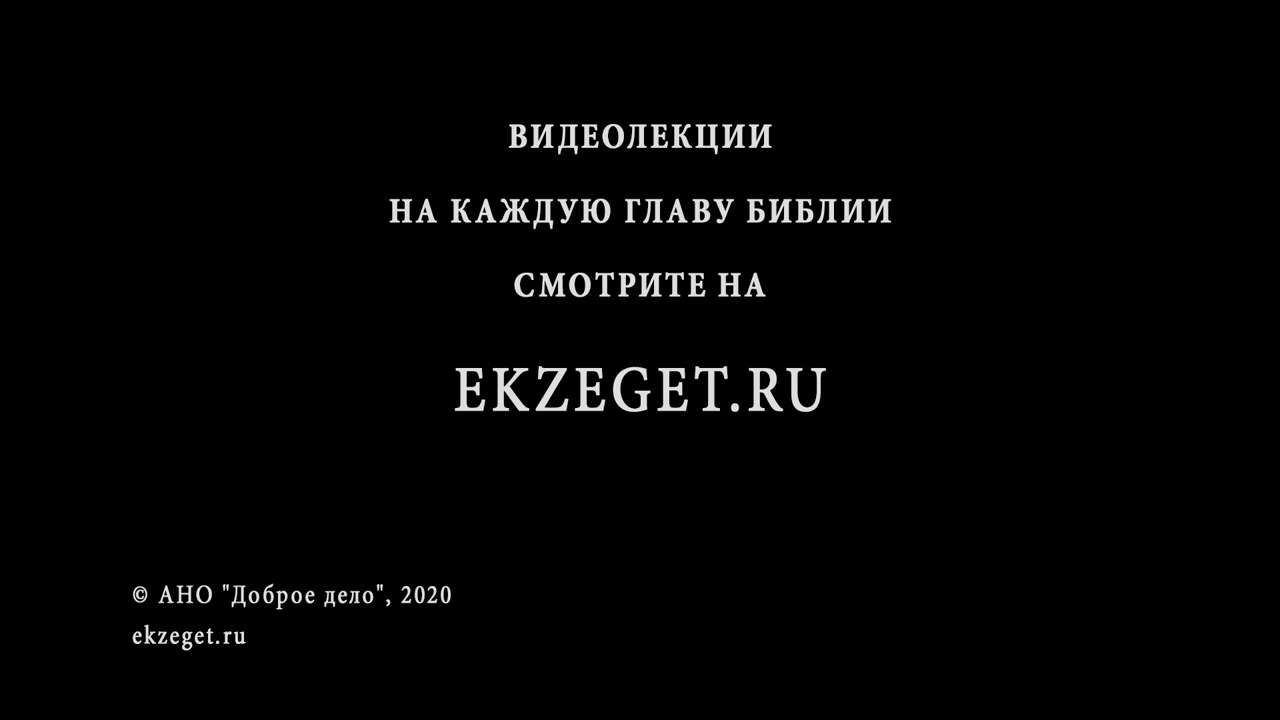 ВИДЕОЛЕКЦИИ
НА КАЖДУЮ ГЛАВУ БИБЛИИ
СМОТРИТЕ НА
EKZEGET.RU
© АНО "Доброе дело", 2020
ekzeget.ru